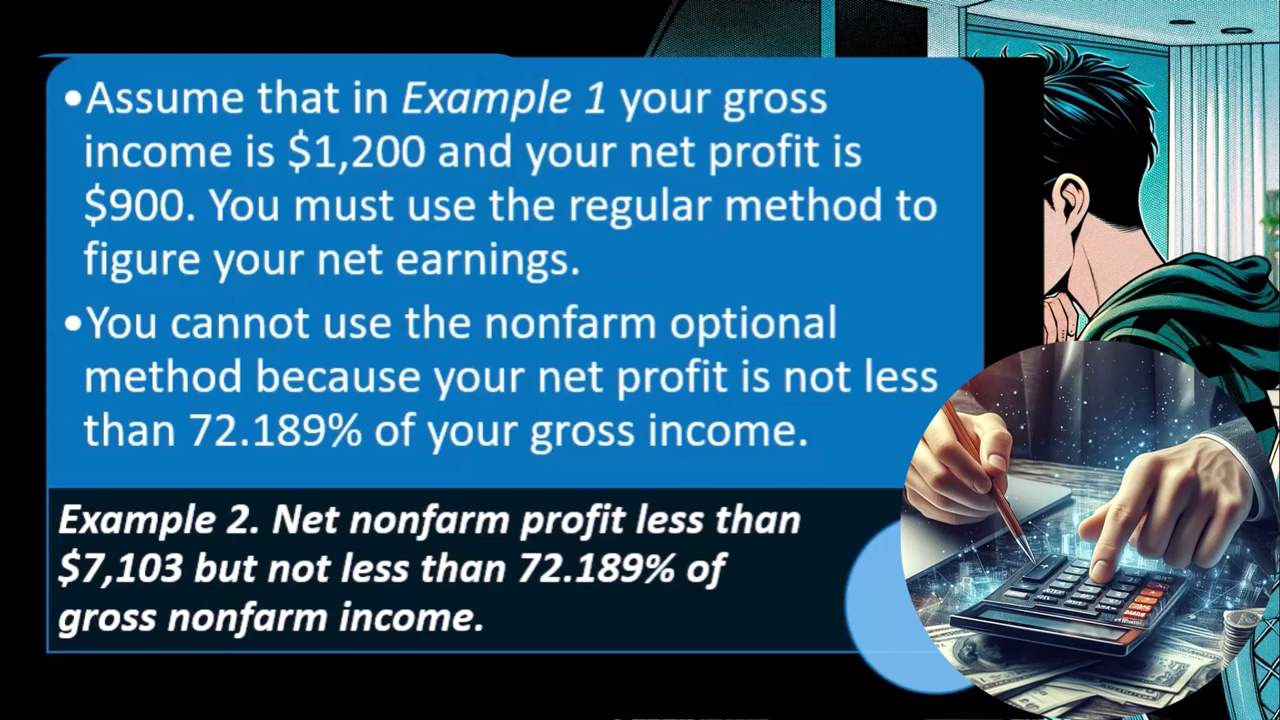 •Assume that in Example 1 your gross
income is $1,200 and your net profit is
$900. You must use the regular method to
figure your net earnings.
•You cannot use the nonfarm optional
method because your net profit is not less
than 72.189% of your gross income.
Example 2. Net nonfarm profit less than
$7,103 but not less than 72.189% of
gross nonfarm income.